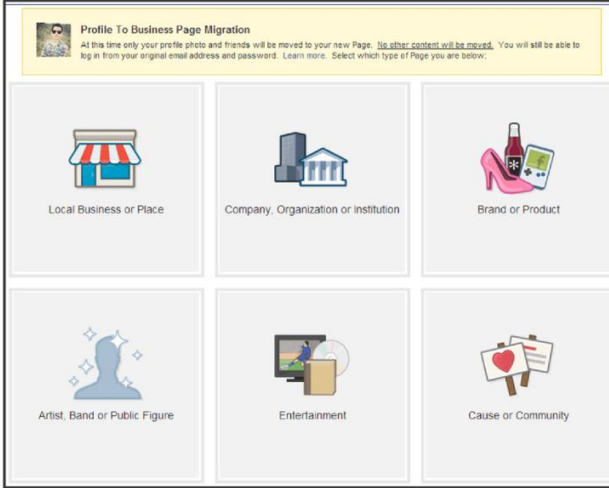 Profile To Business Page Migration
At this time only your profile photo and friends will be moved to your new Page. No other content will be moved. You will still be able to
log in from your original email address and password. Learn more. Select which type of Page you are below:
Local Business or Place
Company, Organization or Institution
Brand or Product
Artist, Band or Public Figure
Entertainment
Cause or Community